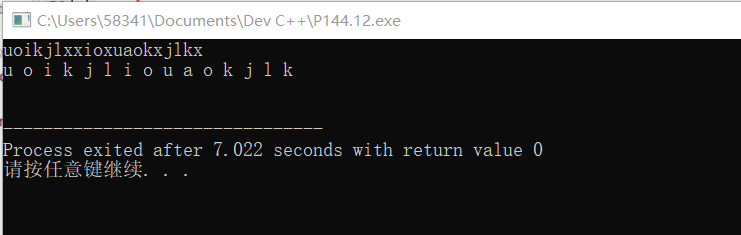 C:\Users\58341\Documents\Dev C++\P144.12.exe
uoikjlxxioxuaokxjlkx
u o i k j l i o u a o k j l k
--------------------------------
Process exited after 7.022 seconds with return value 0
请按任意键继续. . .